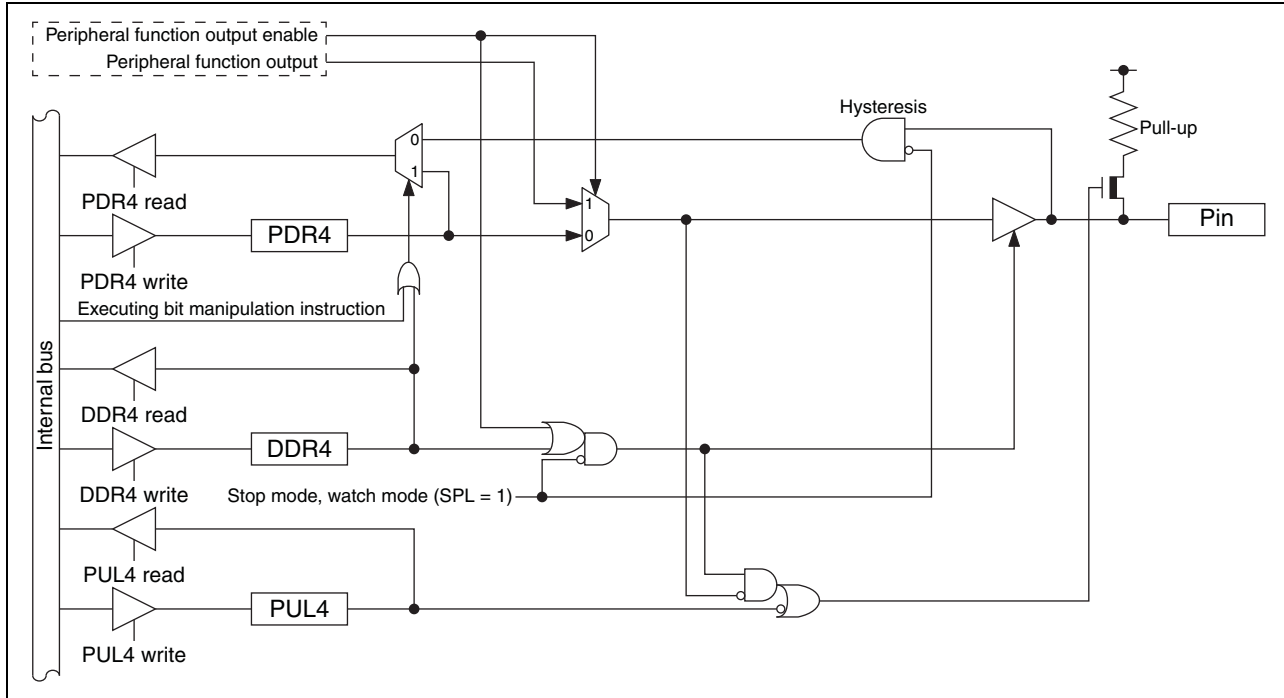 Peripheral function output enable
Peripheral function output
Hysteresis
Pull-up
0
1
PDR4 read
1
Pin
PDR4
0
PDR4 write
Executing bit manipulation instruction
Internal bus
DDR4 read
DDR4
DDR4 write
Stop mode, watch mode (SPL = 1)
PUL4 read
PUL4
PUL4 write